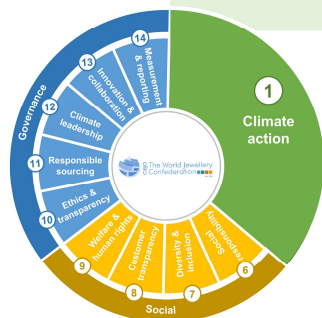 1
Climate
action
6
Social
responsibility
7
Diversity &
inclusion
8
Customer
transparency
9
Welfare &
human rights
Social
10
Ethics &
transparency
11
Responsible
sourcing
12
Climate
leadership
13
Innovation &
collaboration
14
Measurement
& reporting
Governance
The World Jewellery
Confederation